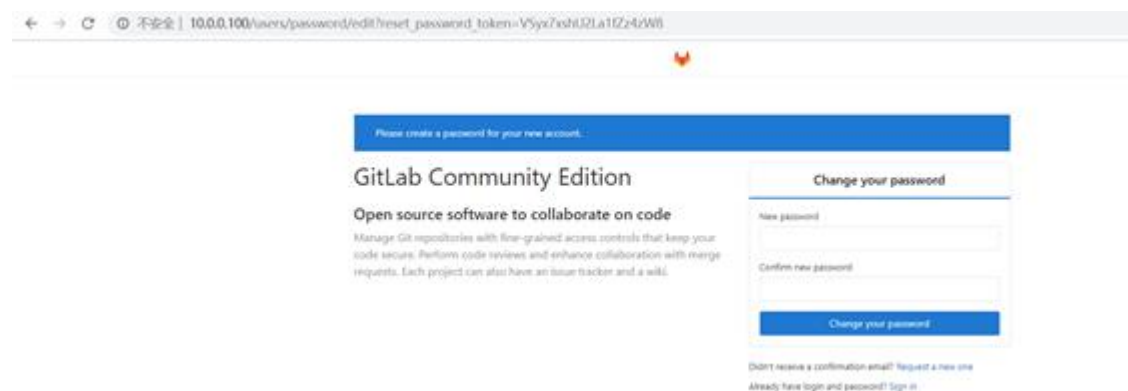 不安全 | 10.0.0.100/users/password/edit?reset_password_token=
Please create a password for your new account.
GitLab Community Edition
Open source software to collaborate on code
Manage Git repositories with fine-grained access controls that keep your
code secure. Perform code reviews and enhance collaboration with merge
requests. Each project can also have an issue tracker and a wiki.
Change your password
New password
Confirm new password
Change your password
Didn't receive a confirmation email? Request a new one
Already have login and password? Sign in